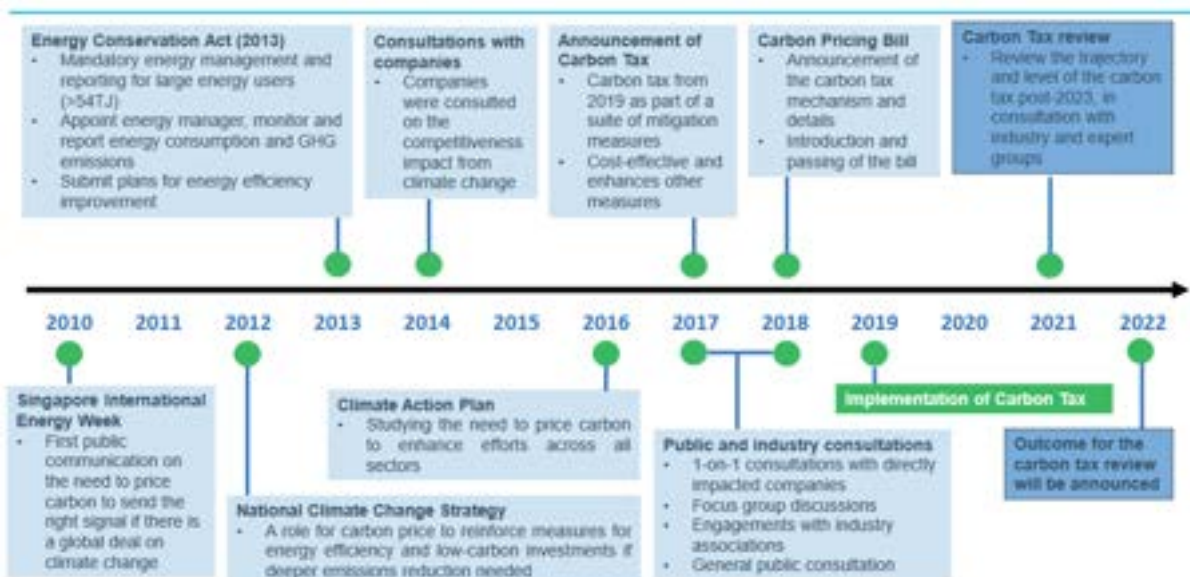 Energy Conservation Act (2013)
• Mandatory energy management and
reporting for large energy users
(>54TJ)
• Appoint energy manager, monitor and
report energy consumption and GHG
emissions
• Submit plans for energy efficiency
improvement
Consultations with
companies
• Companies
were consulted
on the
competitiveness
impact from
climate change
Announcement of
Carbon Tax
• Carbon tax from
2019 as part of a
suite of mitigation
measures
• Cost-effective and
enhances other
measures
Carbon Pricing Bill
• Announcement of
the carbon tax
mechanism and
details
• Introduction and
passing of the bill
Carbon Tax review
• Review the trajectory
and level of the carbon
tax post-2023, in
consultation with
industry and expert
groups
2010 2011 2012 2013 2014 2015 2016 2017 2018 2019 2020 2021 2022
Singapore International
Energy Week
• First public
communication on
the need to price
carbon to send the
right signal if there is
a global deal on
climate change
National Climate Change Strategy
• A role for carbon price to reinforce measures for
energy efficiency and low-carbon investments if
deeper emissions reduction needed
Climate Action Plan
• Studying the need to price carbon
to enhance efforts across all
sectors
Public and industry consultations
• 1-on-1 consultations with directly
impacted companies
• Focus group discussions
• Engagements with industry
associations
• General public consultation
Implementation of Carbon Tax
Outcome for the
carbon tax review
will be announced